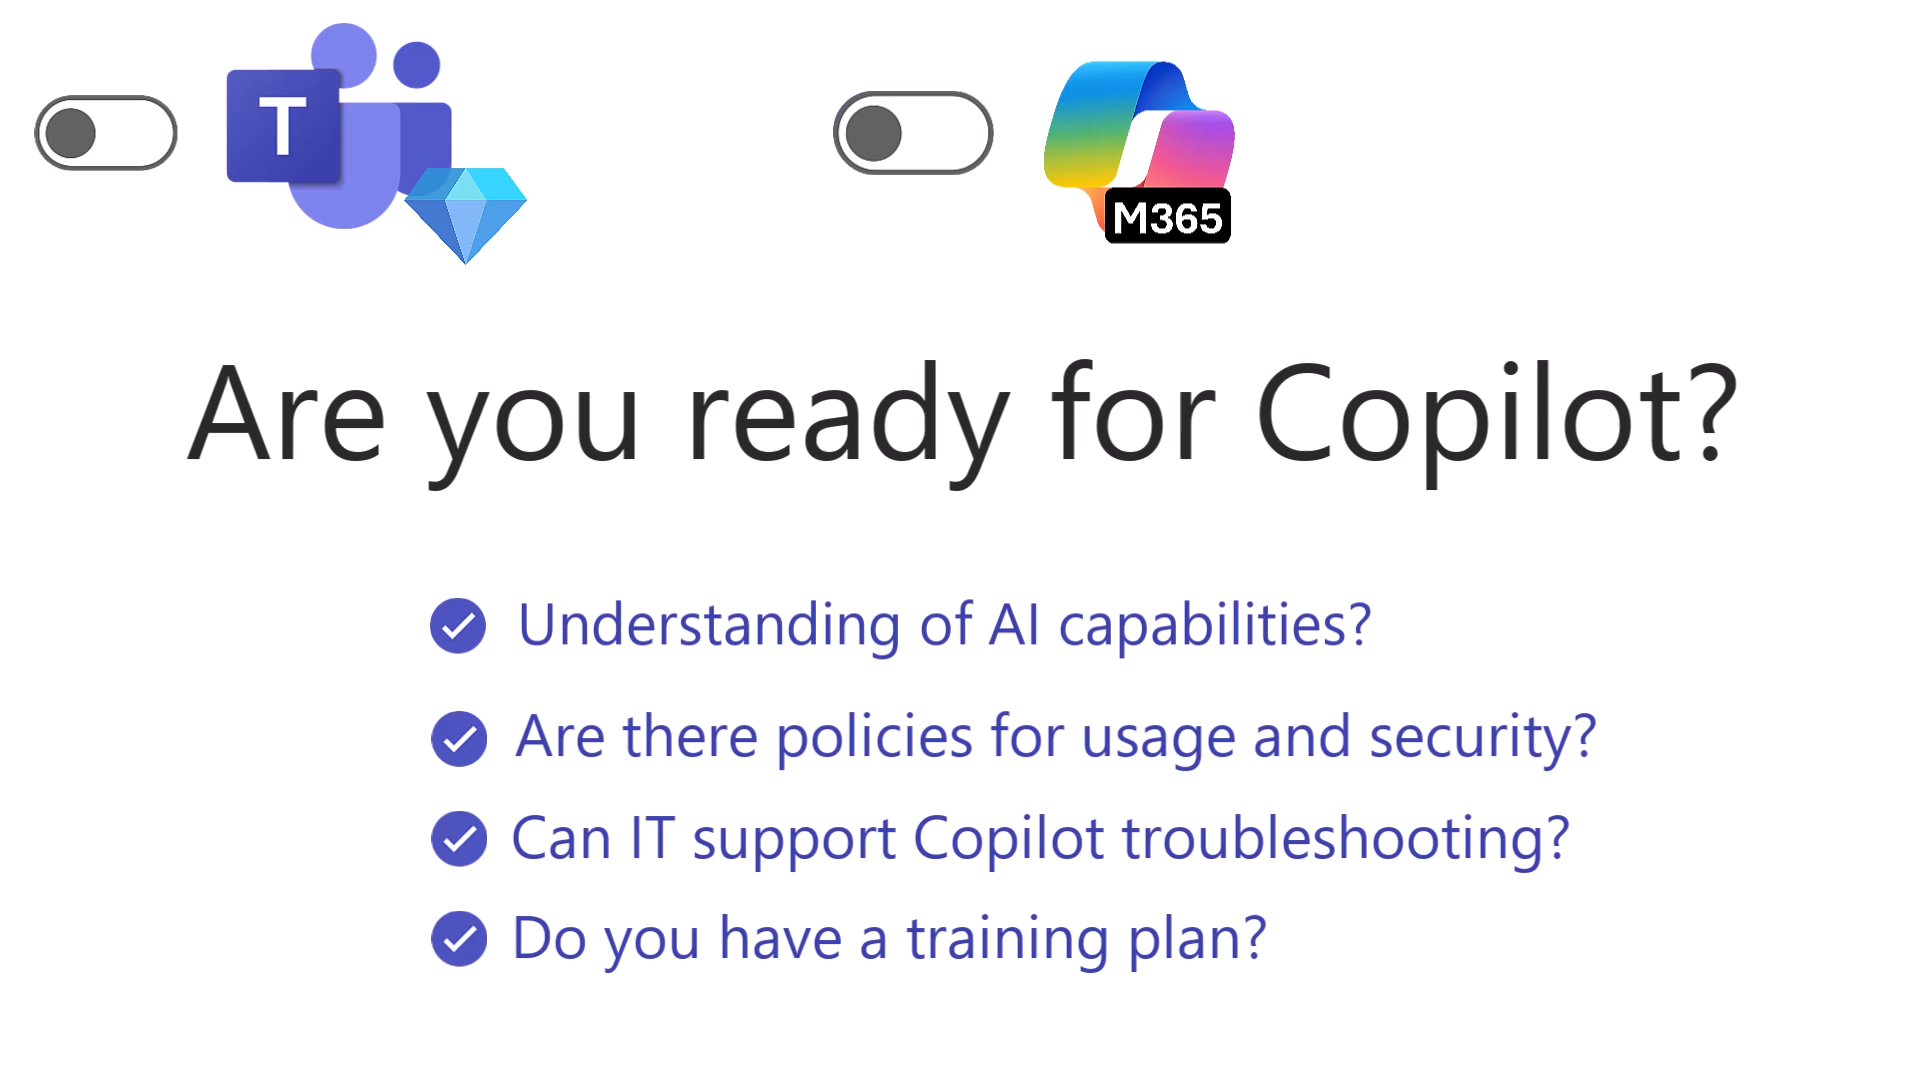 T
M365
Are you ready for Copilot?
Understanding of AI capabilities?
Are there policies for usage and security?
Can IT support Copilot troubleshooting?
Do you have a training plan?